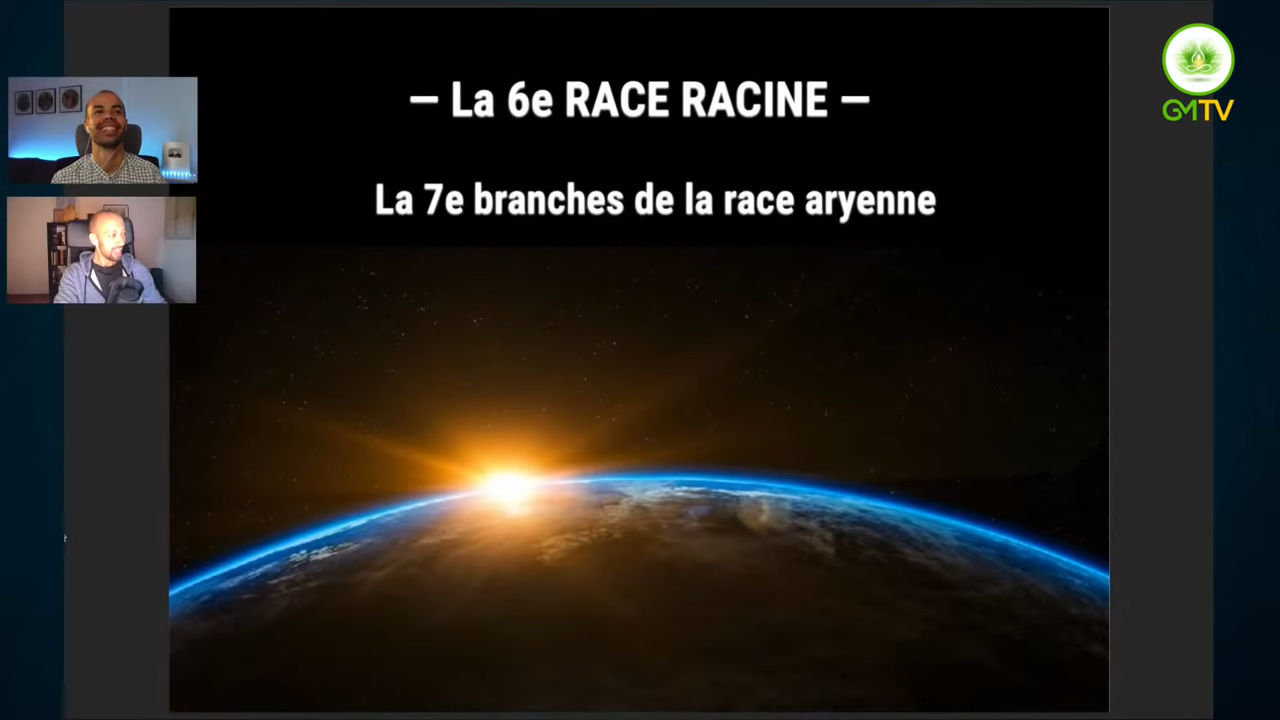 — La 6e RACE RACINE —
La 7e branches de la race aryenne
GMTV